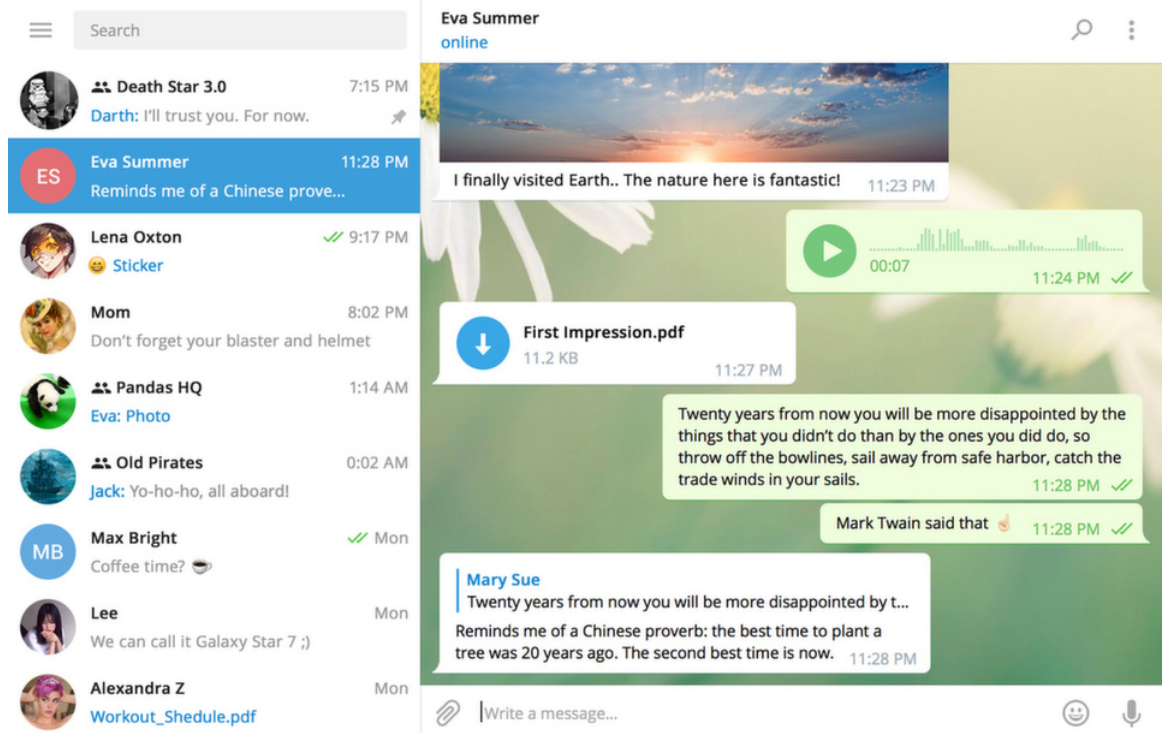 Search
Death Star 3.0
7:15 PM
Darth: I'll trust you. For now.
ES
Eva Summer
11:28 PM
Reminds me of a Chinese prove...
Lena Oxton
9:17 PM
Sticker
Mom
8:02 PM
Don't forget your blaster and helmet
Pandas HQ
1:14 AM
Eva: Photo
Old Pirates
0:02 AM
Jack: Yo-ho-ho, all aboard!
MB
Max Bright
Mon
Coffee time?
Lee
Mon
We can call it Galaxy Star 7 ;)
Alexandra Z
Mon
Workout_Shedule.pdf
Eva Summer
online
I finally visited Earth.. The nature here is fantastic!
11:23 PM
00:07
11:24 PM
First Impression.pdf
11.2 KB
11:27 PM
Twenty years from now you will be more disappointed by the
things that you didn't do than by the ones you did do, so
throw off the bowlines, sail away from safe harbor, catch the
trade winds in your sails.
11:28 PM
Mark Twain said that ☝🏻
11:28 PM
Mary Sue
Twenty years from now you will be more disappointed by t...
Reminds me of a Chinese proverb: the best time to plant a
tree was 20 years ago. The second best time is now.
11:28 PM
Write a message...